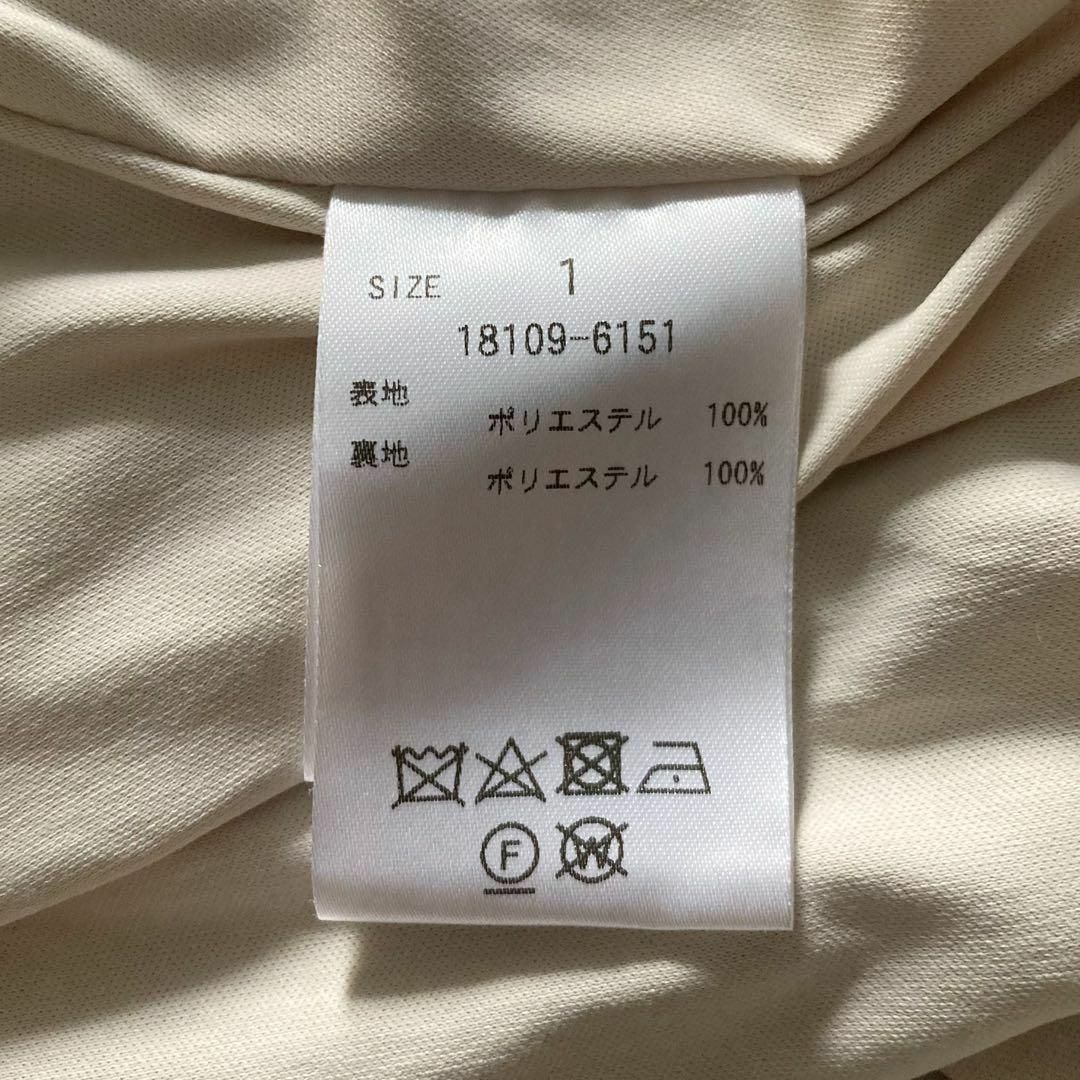 SIZE 1
18109-6151
表地
ポリエステル 100%
裏地
ポリエステル 100%
F
W